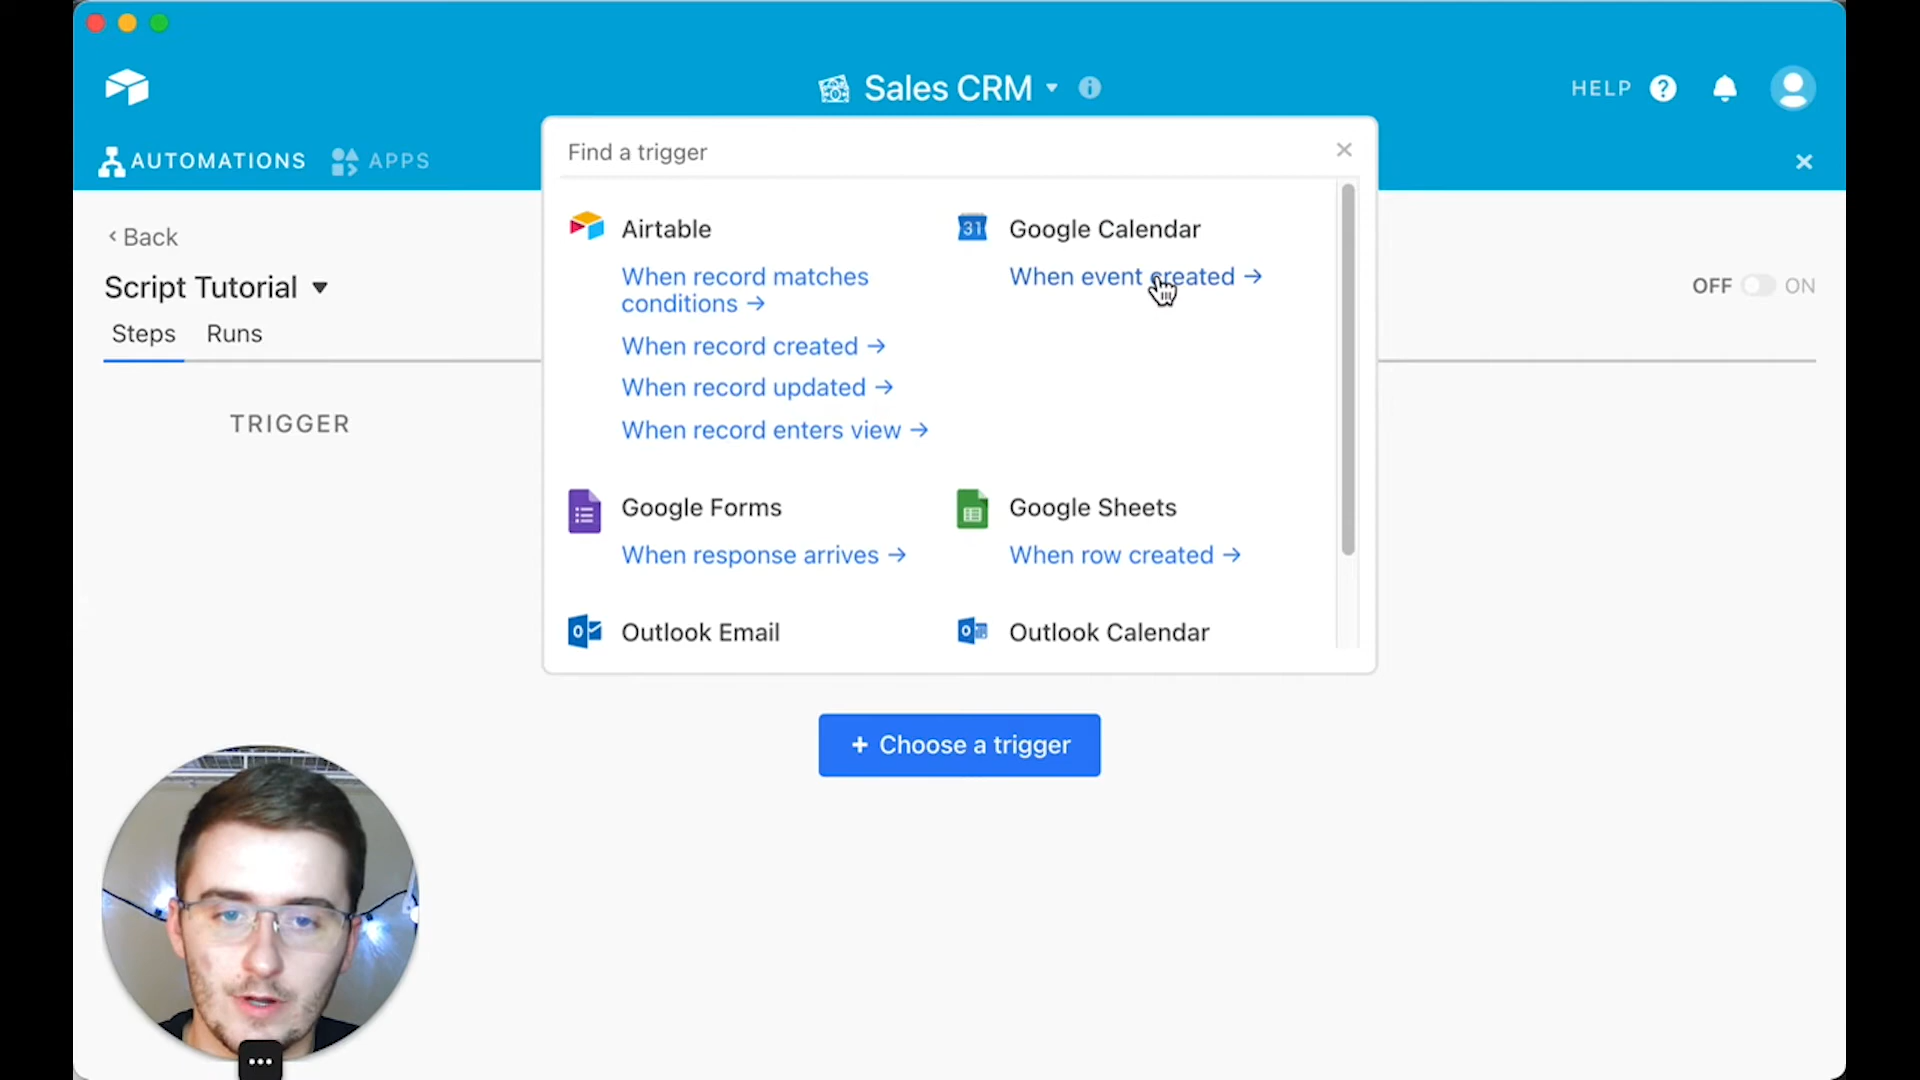 Sales CRM
HELP ?
AUTOMATIONS
APPS
Find a trigger
Back
Script Tutorial
OFF ON
Steps Runs
TRIGGER
Airtable
When record matches
conditions →
When record created →
When record updated →
When record enters view →
31 Google Calendar
When event created →
Google Forms
When response arrives →
Google Sheets
When row created →
Outlook Email
Outlook Calendar
+ Choose a trigger